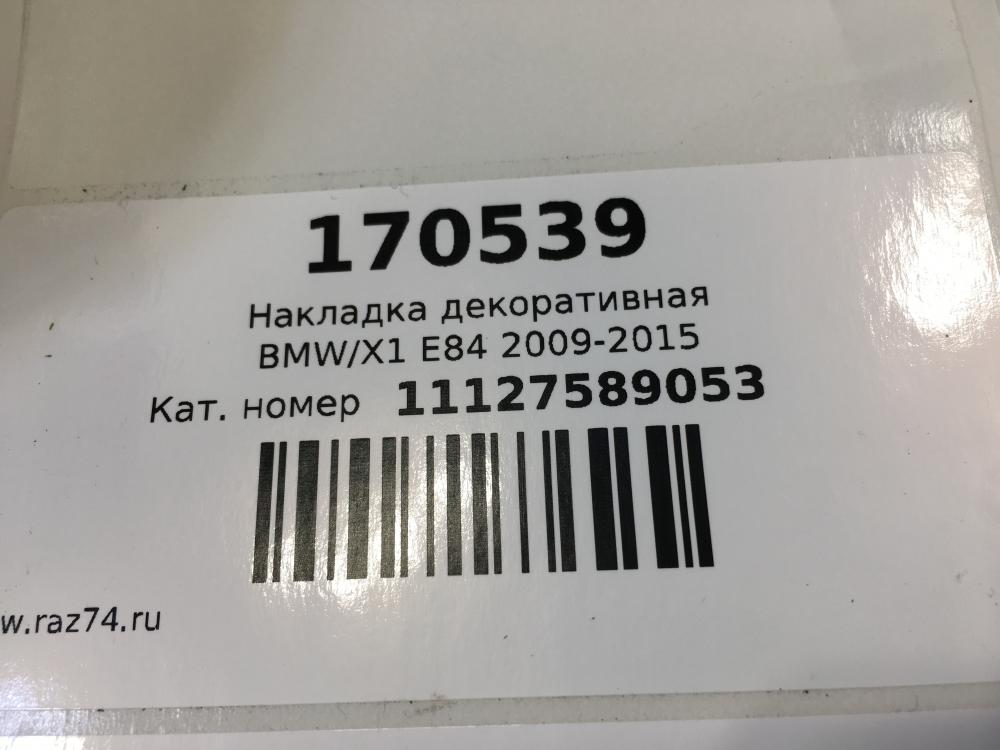 170539
Накладка декоративная
BMW/X1 E84 2009-2015
Кат. номер 11127589053
w.raz74.ru